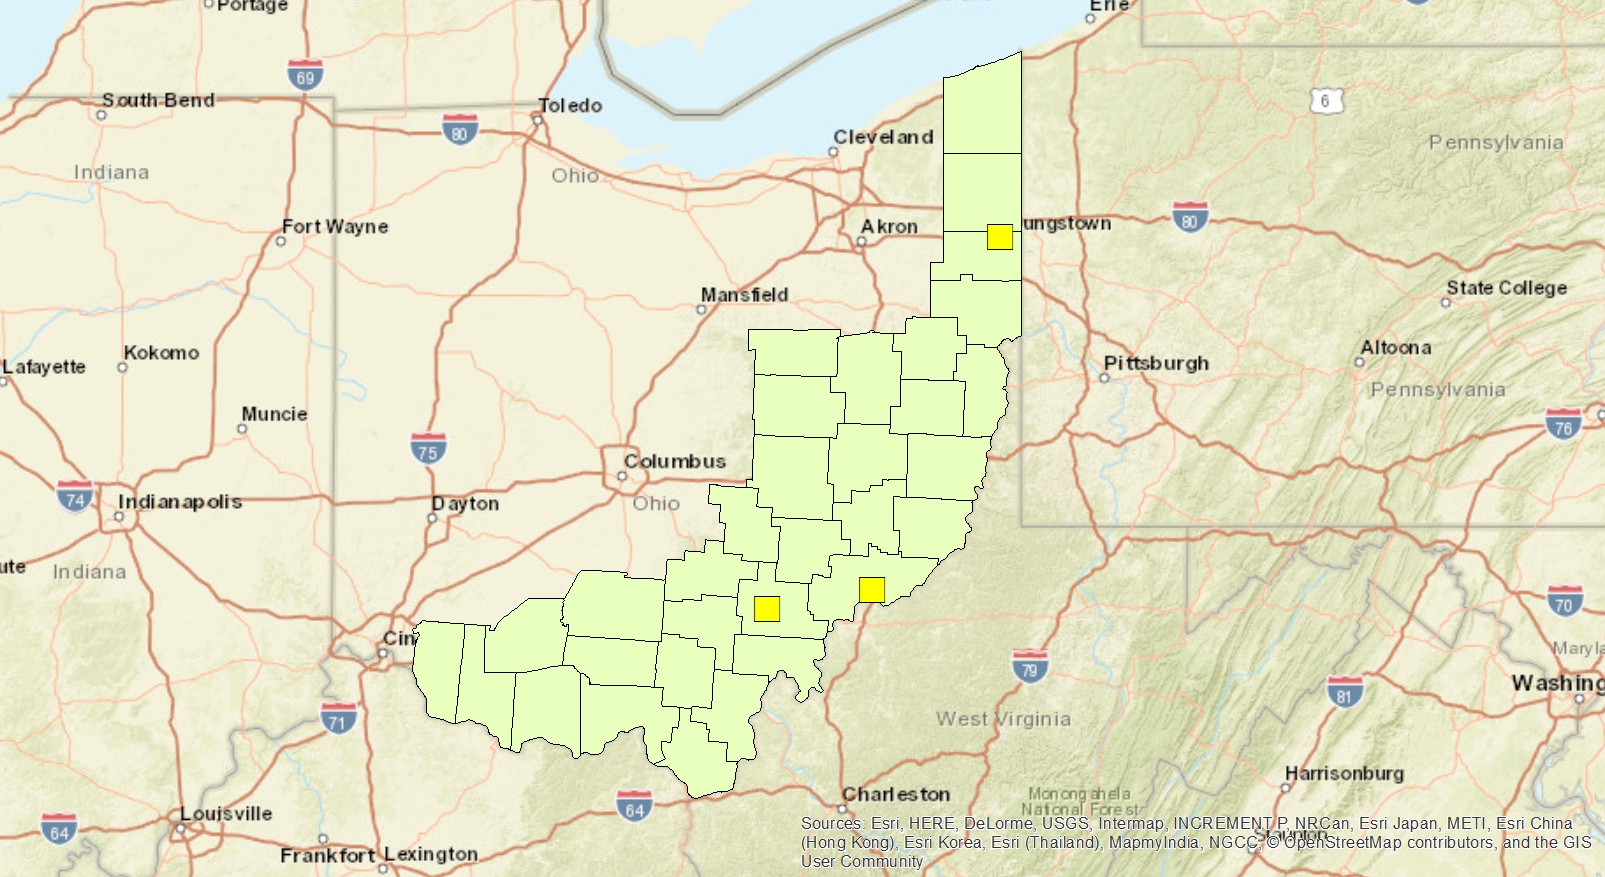 Portage
Erie
69
South Bend
Toledo
80
6
Cleveland
Pennsylvania
Indiana
Ohio
Fort Wayne
Akron
ungstown
80
Mansfield
State College
Kokomo
Altoona
Lafayette
Pittsburgh
Pennsylvania
Muncie
76
75
Columbus
74
Indianapolis
Dayton
Ohio
ute
Indiana
70
Cin
79
Maryla
Washing
81
71
West Virginia
Harrisonburg
Charleston
Monongahela
National Forest
64
Louisville
64
Staunton
Frankfort
Lexington
Sources: Esri, HERE, DeLorme, USGS, Intermap, INCREMENT P, NRCan, Esri Japan, METI, Esri China
(Hong Kong), Esri Korea, Esri (Thailand), MapmyIndia, NGCC, © OpenStreetMap contributors, and the GIS
User Community